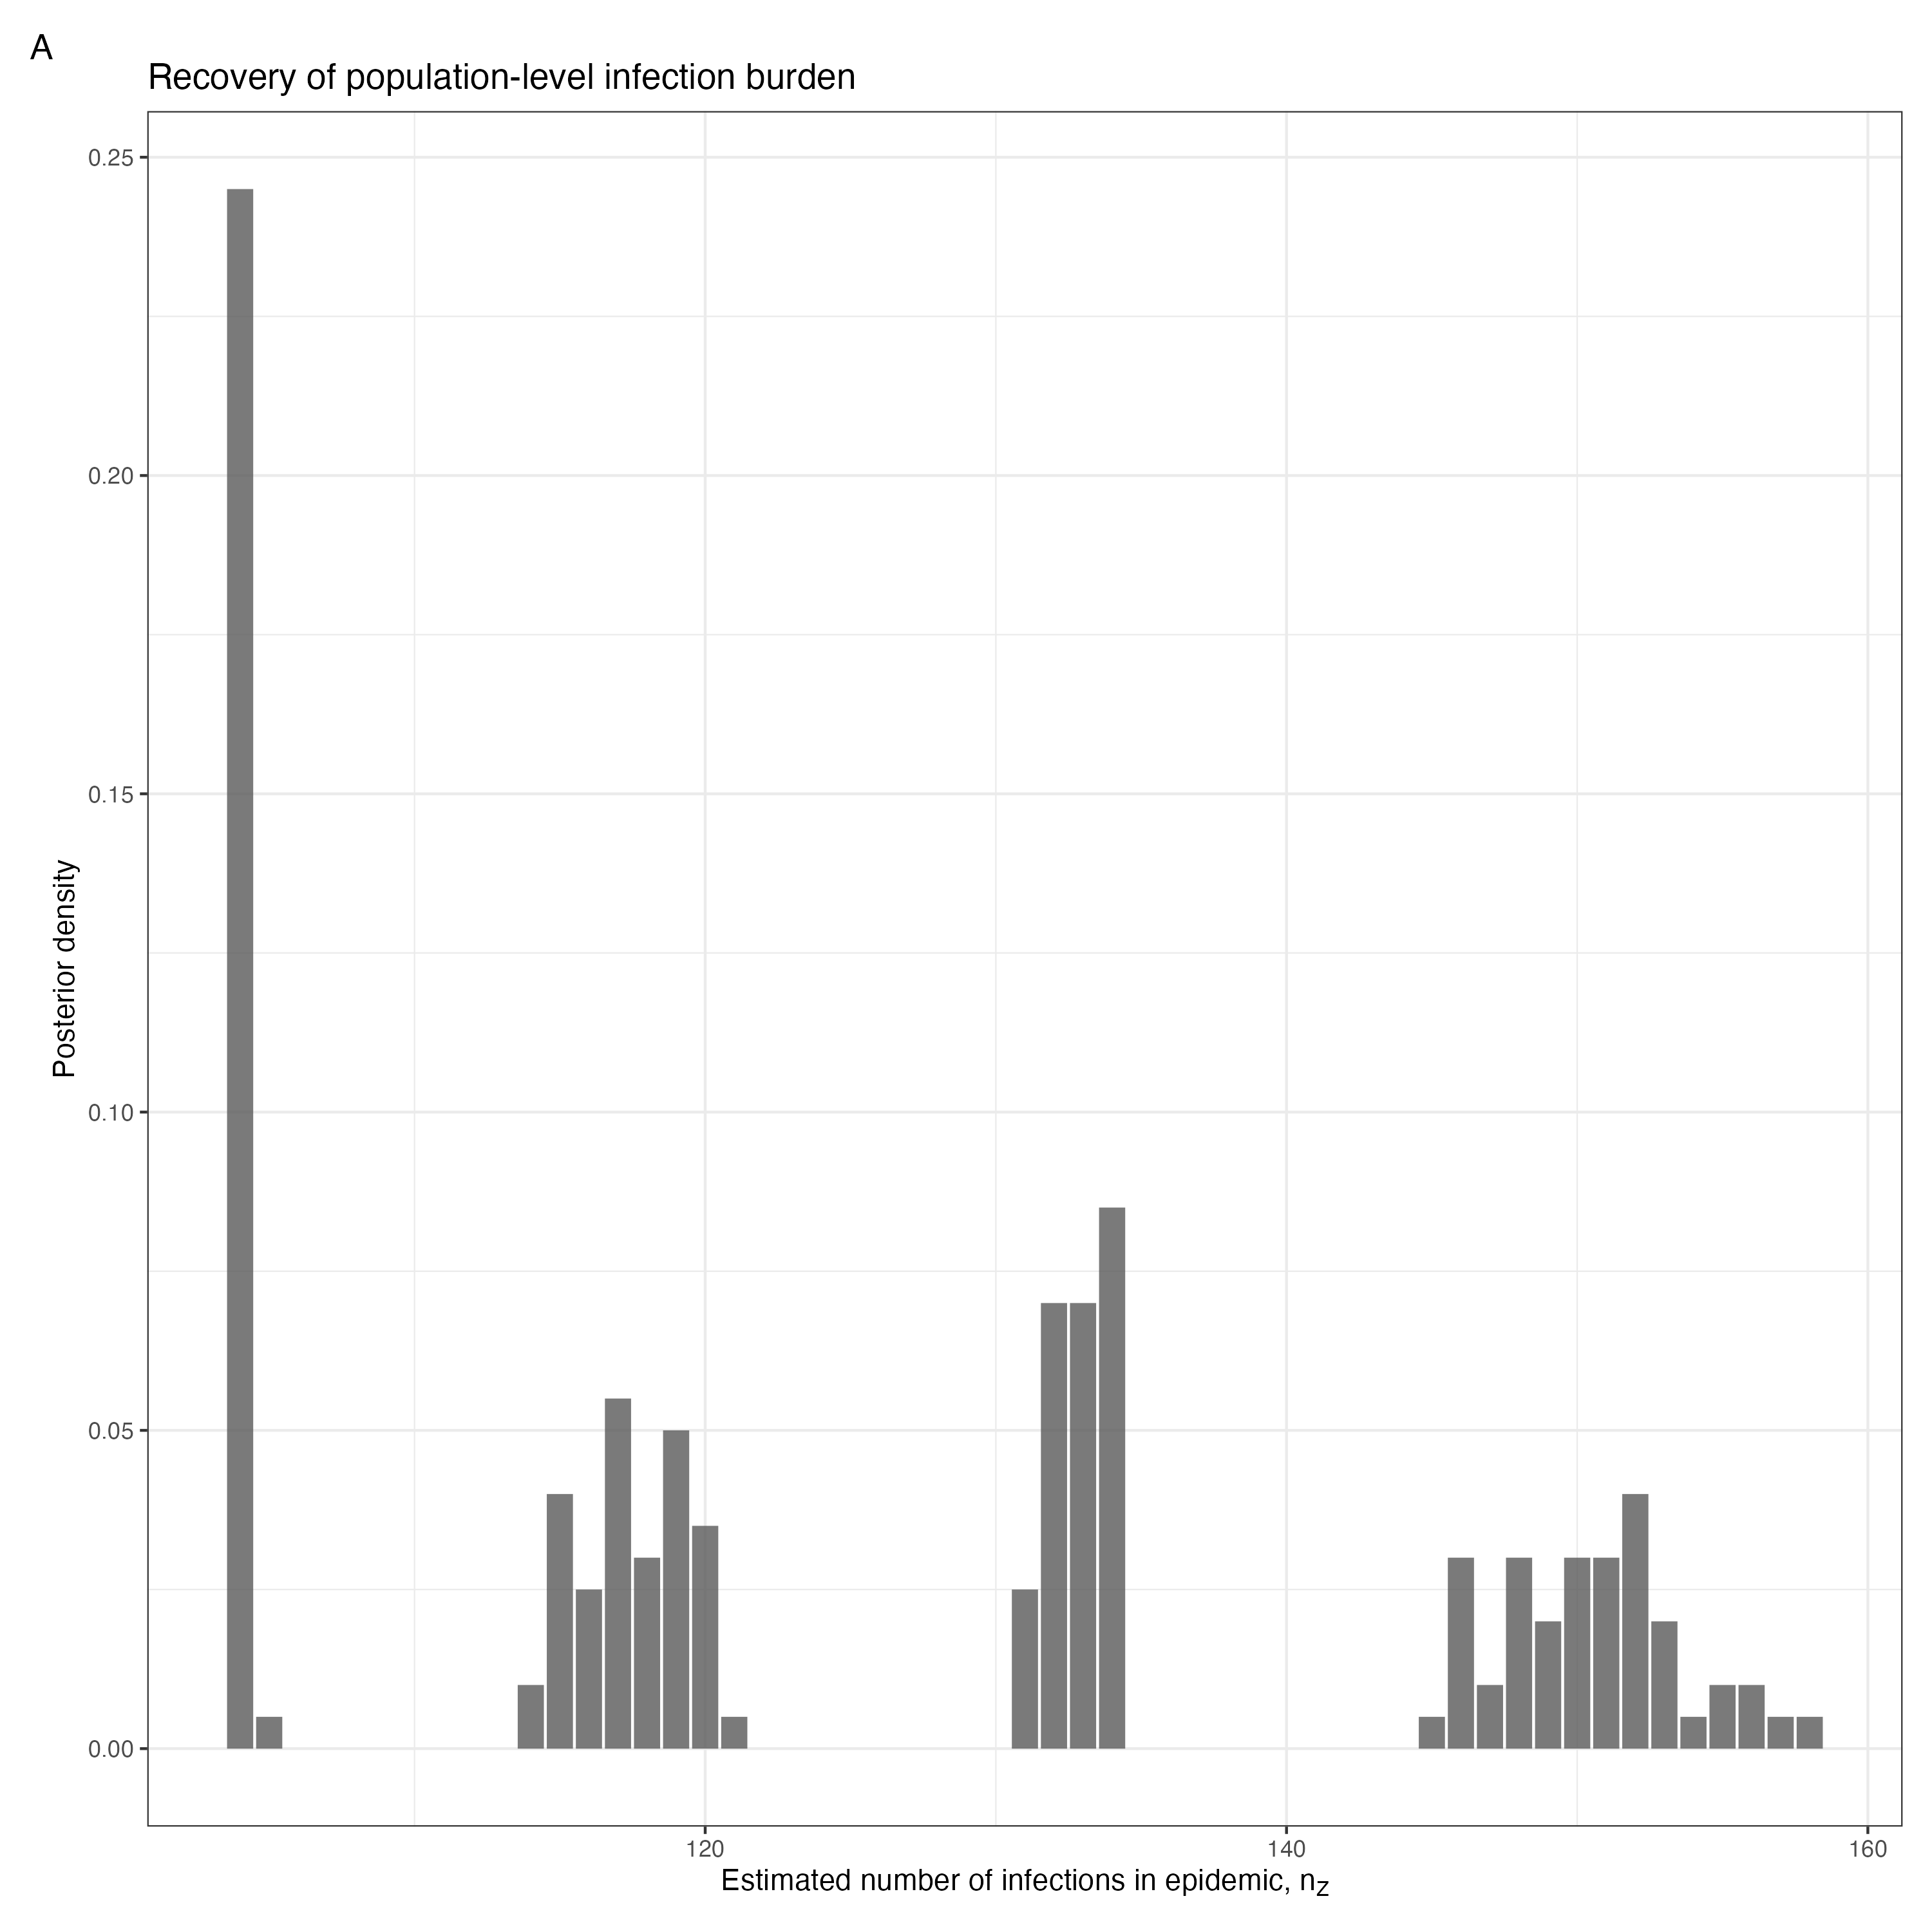 A
Recovery of population-level infection burden
0.25
0.20
0.15
0.10
0.05
0.00
Posterior density
120
140
160
Estimated number of infections in epidemic, nz